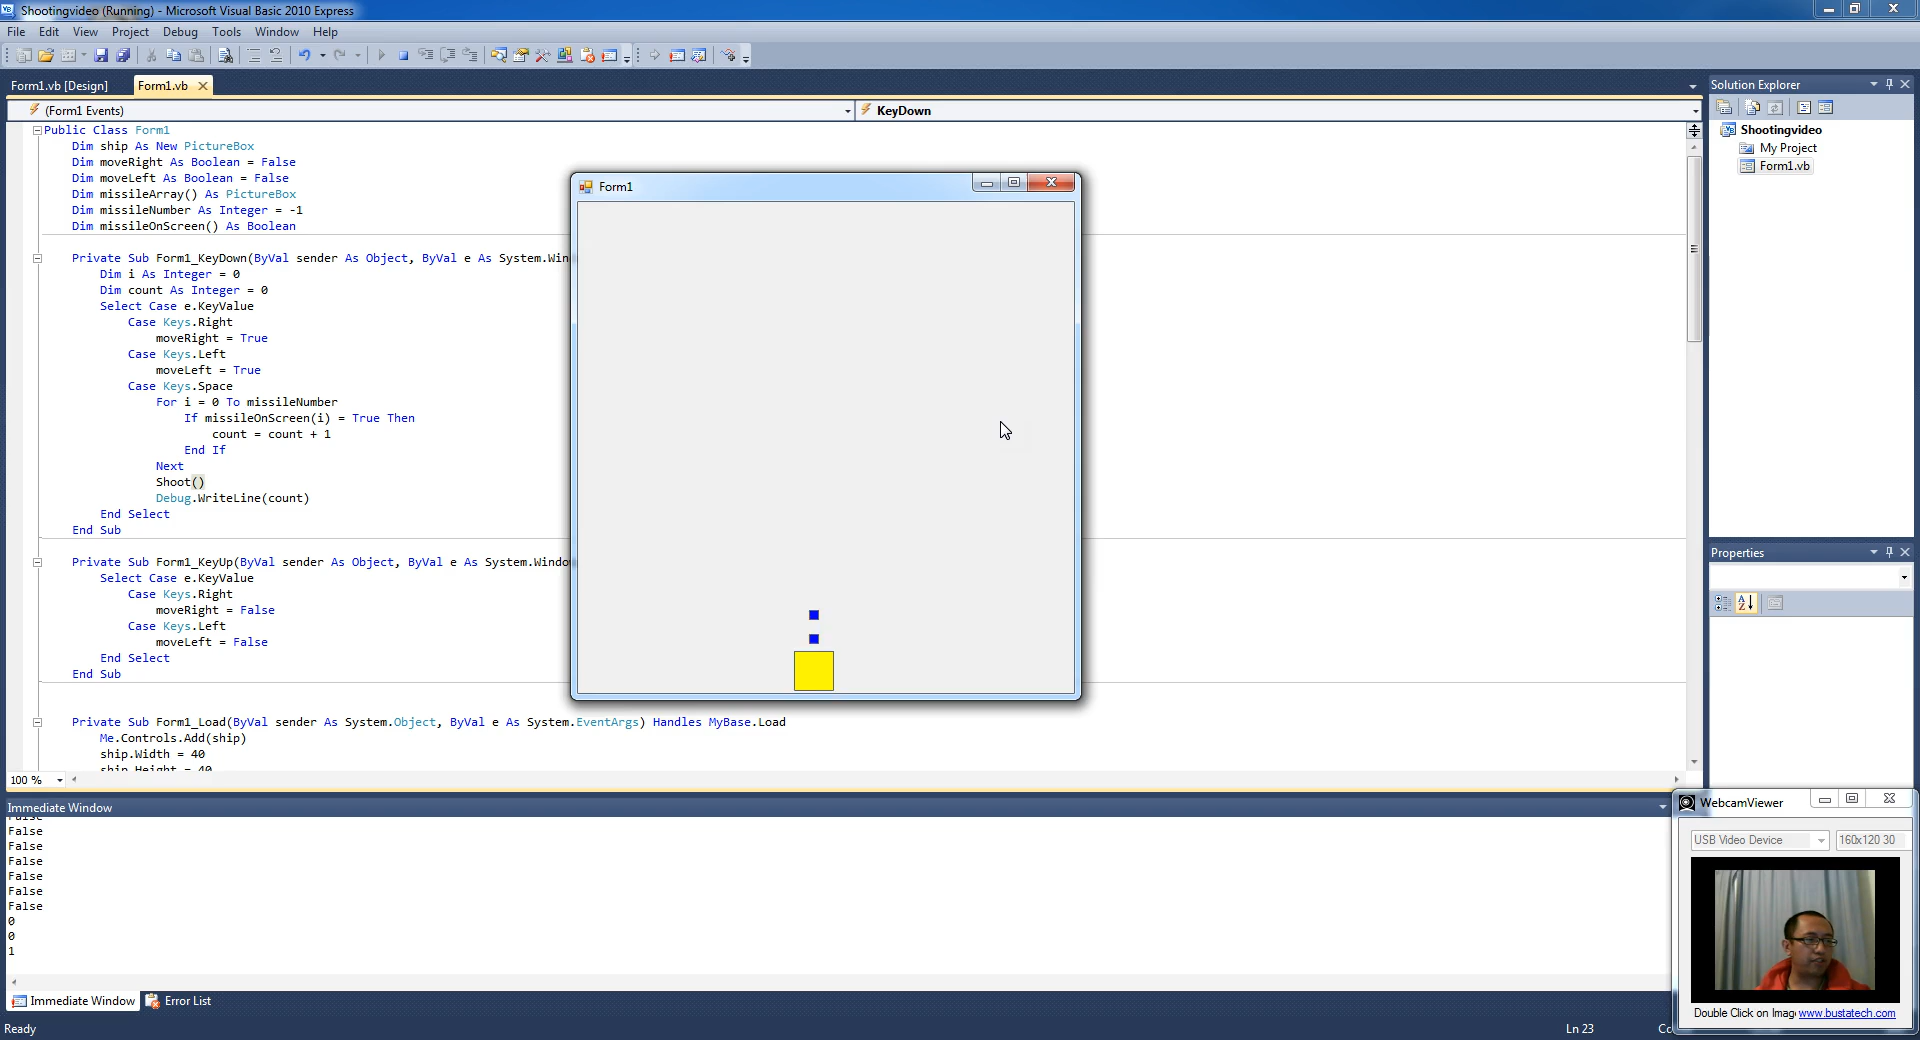 Shootingvideo (Running) - Microsoft Visual Basic 2010 Express
File Edit View Project Debug Tools Window Help
Form1.vb [Design] Form1.vb
(Form1 Events) KeyDown
Public Class Form1
Dim ship As New PictureBox
Dim moveRight As Boolean = False
Dim moveLeft As Boolean = False
Dim missileArray() As PictureBox
Dim missileNumber As Integer = -1
Dim missileOnScreen() As Boolean
Private Sub Form1_KeyDown(ByVal sender As Object, ByVal e As System.Win
Dim i As Integer = 0
Dim count As Integer = 0
Select Case e.KeyValue
Case Keys.Right
moveRight = True
Case Keys.Left
moveLeft = True
Case Keys.Space
For i = 0 To missileNumber
If missileOnScreen(i) = True Then
count = count + 1
End If
Next
Shoot()
Debug.WriteLine(count)
End Select
End Sub
Private Sub Form1_KeyUp(ByVal sender As Object, ByVal e As System.Windo
Select Case e.KeyValue
Case Keys.Right
moveRight = False
Case Keys.Left
moveLeft = False
End Select
End Sub
Private Sub Form1_Load(ByVal sender As System.Object, ByVal e As System.EventArgs) Handles MyBase.Load
Me.Controls.Add(ship)
ship.Width = 40
ship.Height = 40
100 %
Form1
Solution Explorer
Shootingvideo
My Project
Form1.vb
Properties
Immediate Window
False
False
False
False
False
False
False
0
0
1
Immediate Window Error List
Ready Ln 23
WebcamViewer
USB Video Device 160x120 30
Double Click on Imag www.bustatech.com